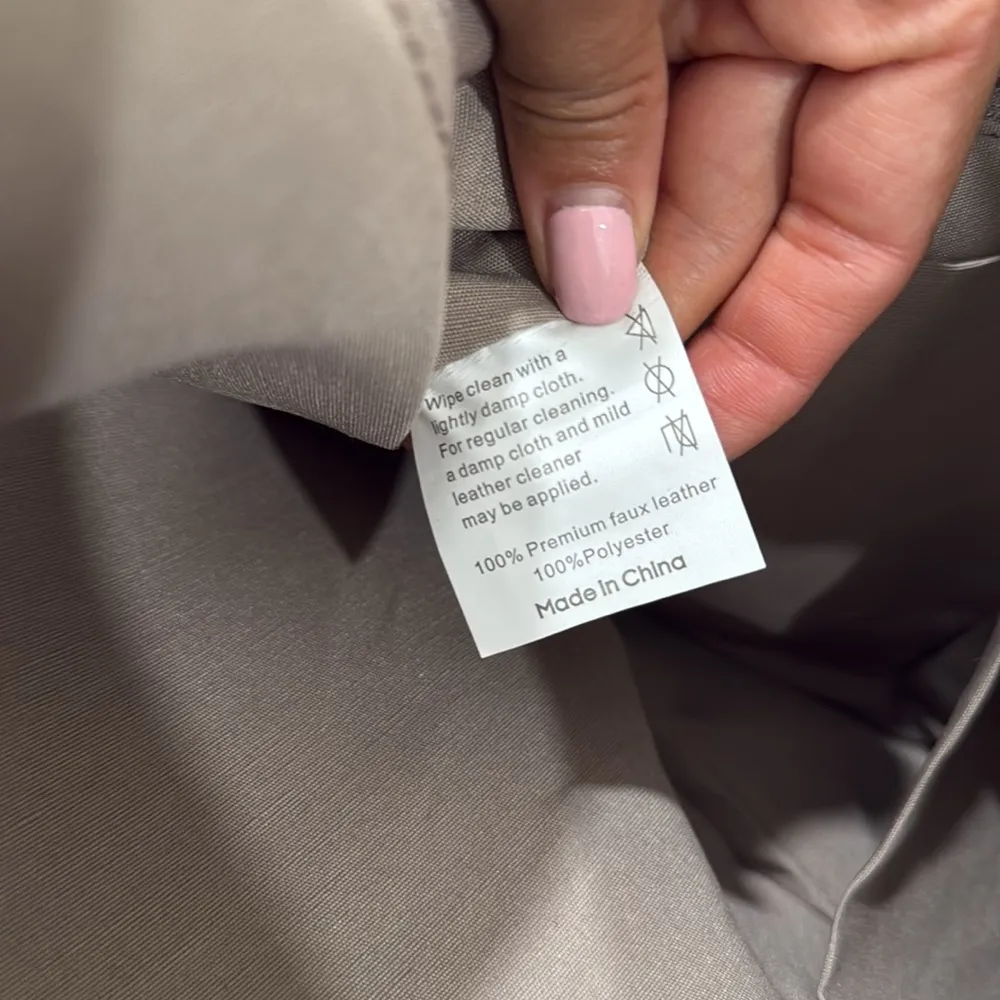 Wipe clean with a
lightly damp cloth.
For regular cleaning.
a damp cloth and mild
leather cleaner
may be applied.
100% Premium faux leather
100%Polyester
Made in China